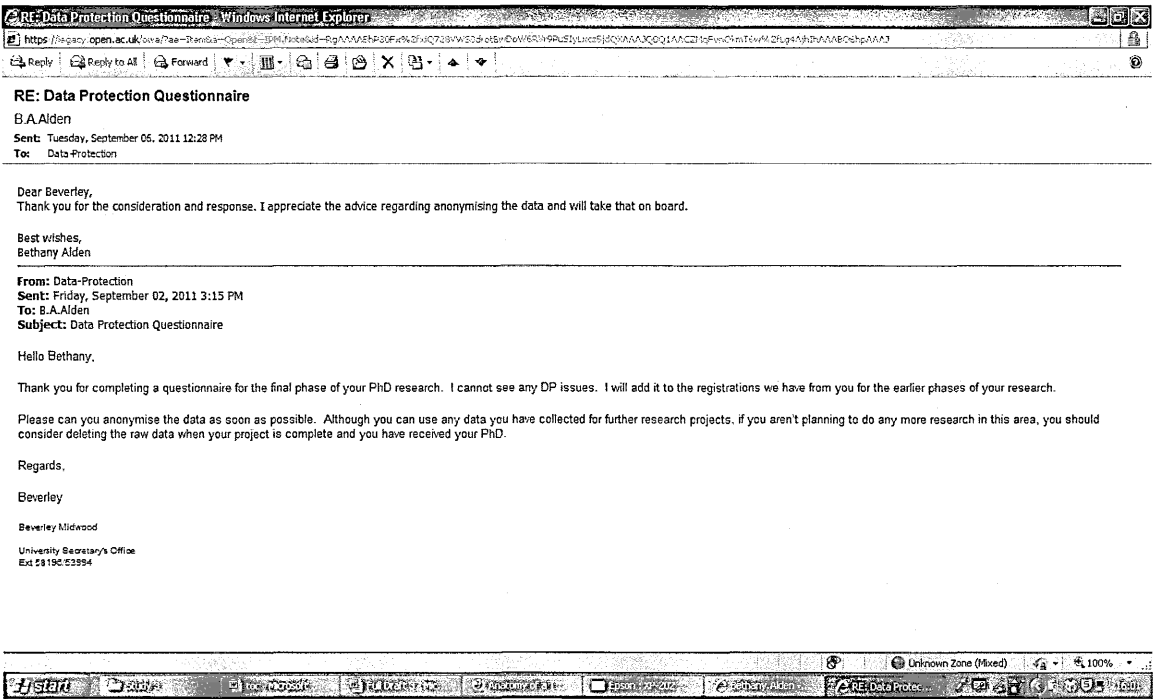 RE: Data Protection Questionnaire - Windows Internet Explorer
Reply Reply to All Forward
RE: Data Protection Questionnaire
B.A.Alden
Sent: Tuesday, September 06, 2011 12:28 PM
To: Data-Protection
Dear Beverley,
Thank you for the consideration and response. I appreciate the advice regarding anonymising the data and will take that on board.
Best wishes,
Bethany Alden
From: Data-Protection
Sent: Friday, September 02, 2011 3:15 PM
To: B.A.Alden
Subject: Data Protection Questionnaire
Hello Bethany,
Thank you for completing a questionnaire for the final phase of your PhD research. I cannot see any DP issues. I will add it to the registrations we have from you for the earlier phases of your research.
Please can you anonymise the data as soon as possible. Although you can use any data you have collected for further research projects, if you aren't planning to do any more research in this area, you should
consider deleting the raw data when your project is complete and you have received your PhD.
Regards,
Beverley
Beverley Midwood
University Secretary's Office
Ext
Unknown Zone (Mixed) 100%
start Bethany Alden RE: Data Protec...